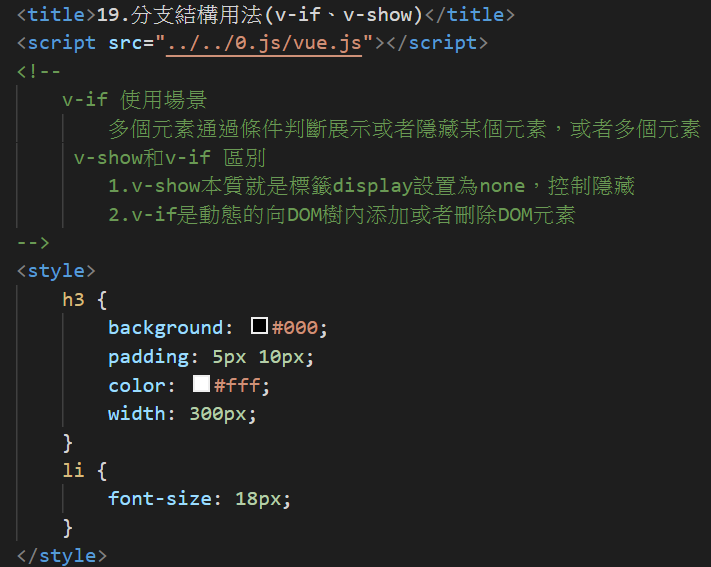 <title>19.分支結構用法(v-if、v-show)</title>
<script src="../../0.js/vue.js"></script>
<!--
v-if 使用場景
多個元素通過條件判斷展示或者隱藏某個元素，或者多個元素
v-show和v-if 區別
1.v-show本質就是標籤display設置為none，控制隱藏
2.v-if是動態的向DOM樹內添加或者刪除DOM元素
-->
<style>
h3 {
background: #000;
padding: 5px 10px;
color: #fff;
width: 300px;
}
li {
font-size: 18px;
}
</style>